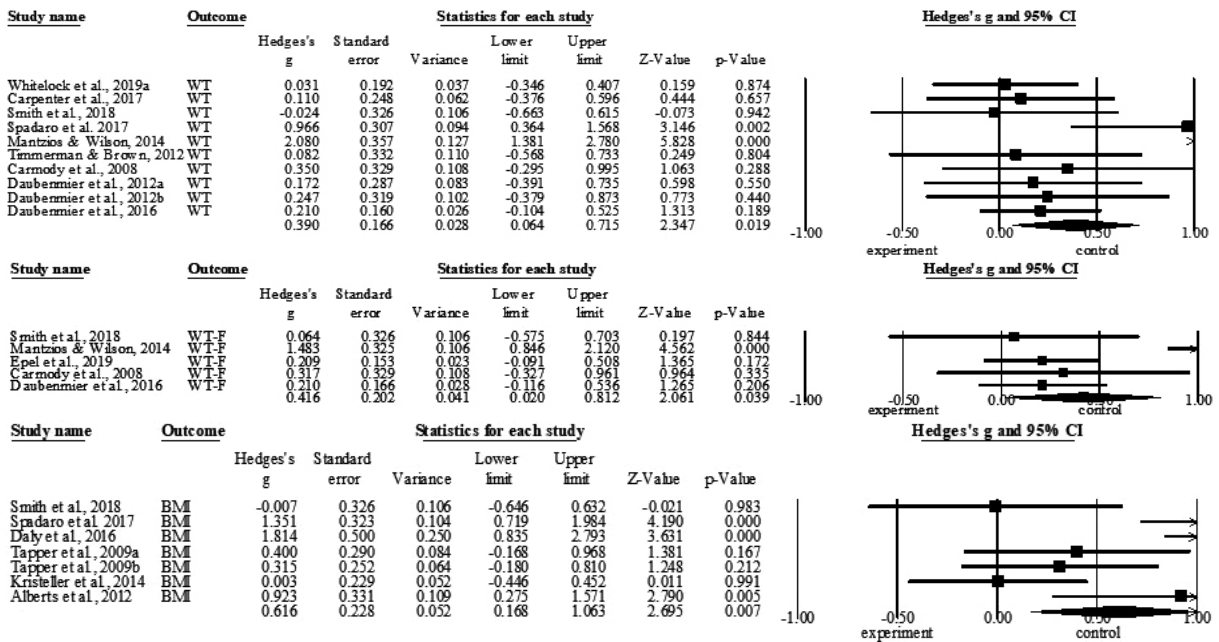 Study name Outcome Statistics for each study Hedges's g and 95% CI
Hedges's Standard Lower Upper
g error Variance limit limit Z-Value p-Value
Whitelock et al., 2019a WT 0.031 0.192 0.037 -0.346 0.407 0.159 0.874
Carpenter et al. 2017 WT 0.110 0.248 0.062 -0.376 0.596 0.444 0.657
Smith et al., 2018 WT -0.024 0.326 0.106 -0.663 0.615 -0.073 0.942
Spadaro et al. 2017 WT 0.966 0.307 0.094 0.364 1.568 3.146 0.002
Mantzios & Wilson, 2014 WT 2.080 0.357 0.127 1.381 2.780 5.828 0.000
Timmerman & Brown, 2012 WT 0.082 0.332 0.110 -0.568 0.733 0.249 0.804
Carmody et al., 2008 WT 0.350 0.329 0.108 -0.295 0.995 1.063 0.288
Daubenmier et al., 2012a WT 0.172 0.287 0.083 -0.391 0.735 0.598 0.550
Daubenmier et al., 2012b WT 0.247 0.319 0.102 -0.379 0.873 0.773 0.440
Daubenmier et al., 2016 WT 0.210 0.160 0.026 -0.104 0.525 1.313 0.189
0.390 0.166 0.028 0.064 0.715 2.347 0.019
-1.00 -0.50 0.00 0.50 1.00
experiment control
Study name Outcome Statistics for each study Hedges's g and 95% CI
Hedges's Standard Lower Upper
g error Variance limit limit Z-Value p-Value
Smith et al., 2018 WT-F 0.064 0.326 0.106 -0.575 0.703 0.197 0.844
Mantzios & Wilson, 2014 WT-F 1.483 0.325 0.106 0.846 2.120 4.562 0.000
Epel et al., 2019 WT-F 0.209 0.153 0.023 -0.091 0.508 1.365 0.172
Carmody et al., 2008 WT-F 0.317 0.329 0.108 -0.327 0.961 0.964 0.335
Daubenmier et al., 2016 WT-F 0.210 0.166 0.028 -0.116 0.536 1.265 0.206
0.416 0.202 0.041 0.020 0.812 2.061 0.039
-1.00 -0.50 0.00 0.50 1.00
experiment control
Study name Outcome Statistics for each study Hedges's g and 95% CI
Hedges's Standard Lower Upper
g error Variance limit limit Z-Value p-Value
Smith et al., 2018 BMI -0.007 0.326 0.106 -0.646 0.632 -0.021 0.983
Spadaro et al. 2017 BMI 1.351 0.323 0.104 0.719 1.984 4.190 0.000
Daly et al., 2016 BMI 1.814 0.500 0.250 0.835 2.793 3.631 0.000
Tapper et al., 2009a BMI 0.400 0.290 0.084 -0.168 0.968 1.381 0.167
Tapper et al., 2009b BMI 0.315 0.252 0.064 -0.180 0.810 1.248 0.212
Kristeller et al., 2014 BMI 0.003 0.229 0.052 -0.446 0.452 0.011 0.991
Alberts et al., 2012 BMI 0.923 0.331 0.109 0.275 1.571 2.790 0.005
0.616 0.228 0.052 0.168 1.063 2.695 0.007
-1.00 -0.50 0.00 0.50 1.00
experiment control